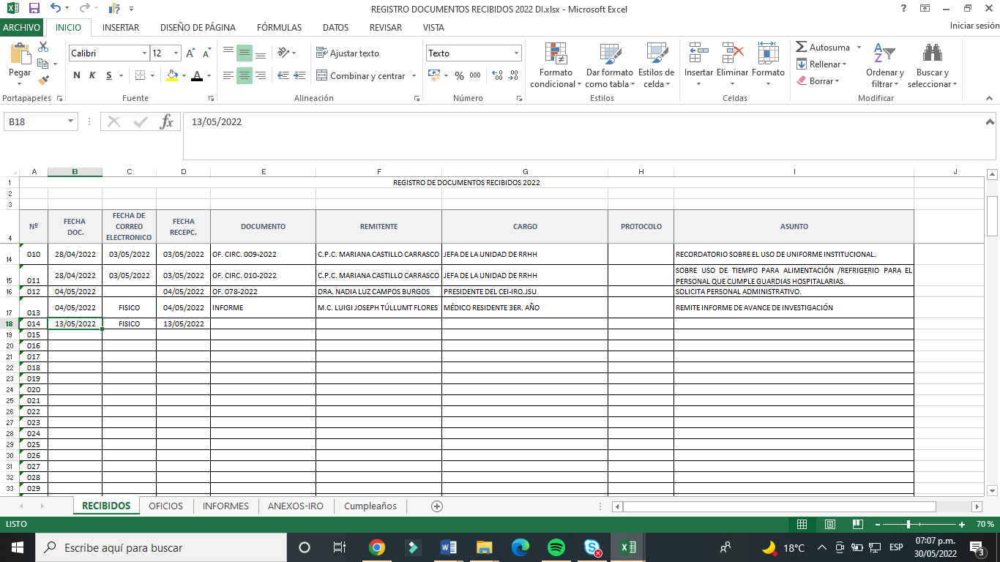 REGISTRO DOCUMENTOS RECIBIDOS 2022 DI.xlsx - Microsoft Excel
ARCHIVO INICIO INSERTAR DISEÑO DE PÁGINA FÓRMULAS DATOS REVISAR VISTA Iniciar sesión
Pegar
Portapapeles
Calibri 12
N K S
Fuente
Ajustar texto
Combinar y centrar
Alineación
Texto
% 000
Número
Formato condicional
Dar formato como tabla
Estilos de celda
Estilos
Insertar Eliminar Formato
Celdas
Autosuma
Rellenar
Borrar
Ordenar y filtrar
Buscar y seleccionar
Modificar
B18 fx 13/05/2022
A B C D E F G H I J
1 REGISTRO DE DOCUMENTOS RECIBIDOS 2022
2
3
4 Nº FECHA DOC. FECHA DE CORREO ELECTRONICO FECHA RECEPC. DOCUMENTO REMITENTE CARGO PROTOCOLO ASUNTO
14 010 28/04/2022 03/05/2022 03/05/2022 OF. CIRC. 009-2022 C.P.C. MARIANA CASTILLO CARRASCO JEFA DE LA UNIDAD DE RRHH RECORDATORIO SOBRE EL USO DE UNIFORME INSTITUCIONAL.
15 011 28/04/2022 03/05/2022 03/05/2022 OF. CIRC. 010-2022 C.P.C. MARIANA CASTILLO CARRASCO JEFA DE LA UNIDAD DE RRHH SOBRE USO DE TIEMPO PARA ALIMENTACIÓN /REFRIGERIO PARA EL PERSONAL QUE CUMPLE GUARDIAS HOSPITALARIAS.
16 012 04/05/2022 04/05/2022 OF. 078-2022 DRA. NADIA LUZ CAMPOS BURGOS PRESIDENTE DEL CEI-IRO.JSU SOLICITA PERSONAL ADMINISTRATIVO.
17 013 04/05/2022 FISICO 04/05/2022 INFORME M.C. LUIGI JOSEPH TÚLLUMT FLORES MÉDICO RESIDENTE 3ER. AÑO REMITE INFORME DE AVANCE DE INVESTIGACIÓN
18 014 13/05/2022 FISICO 13/05/2022
19 015
20 016
21 017
22 018
23 019
24 020
25 021
26 022
27 023
28 024
29 025
30 026
31 027
32 028
33 029
RECIBIDOS OFICIOS INFORMES ANEXOS-IRO Cumpleaños
LISTO 70 %
Escribe aquí para buscar
18°C ESP 07:07 p.m.
30/05/2022
3